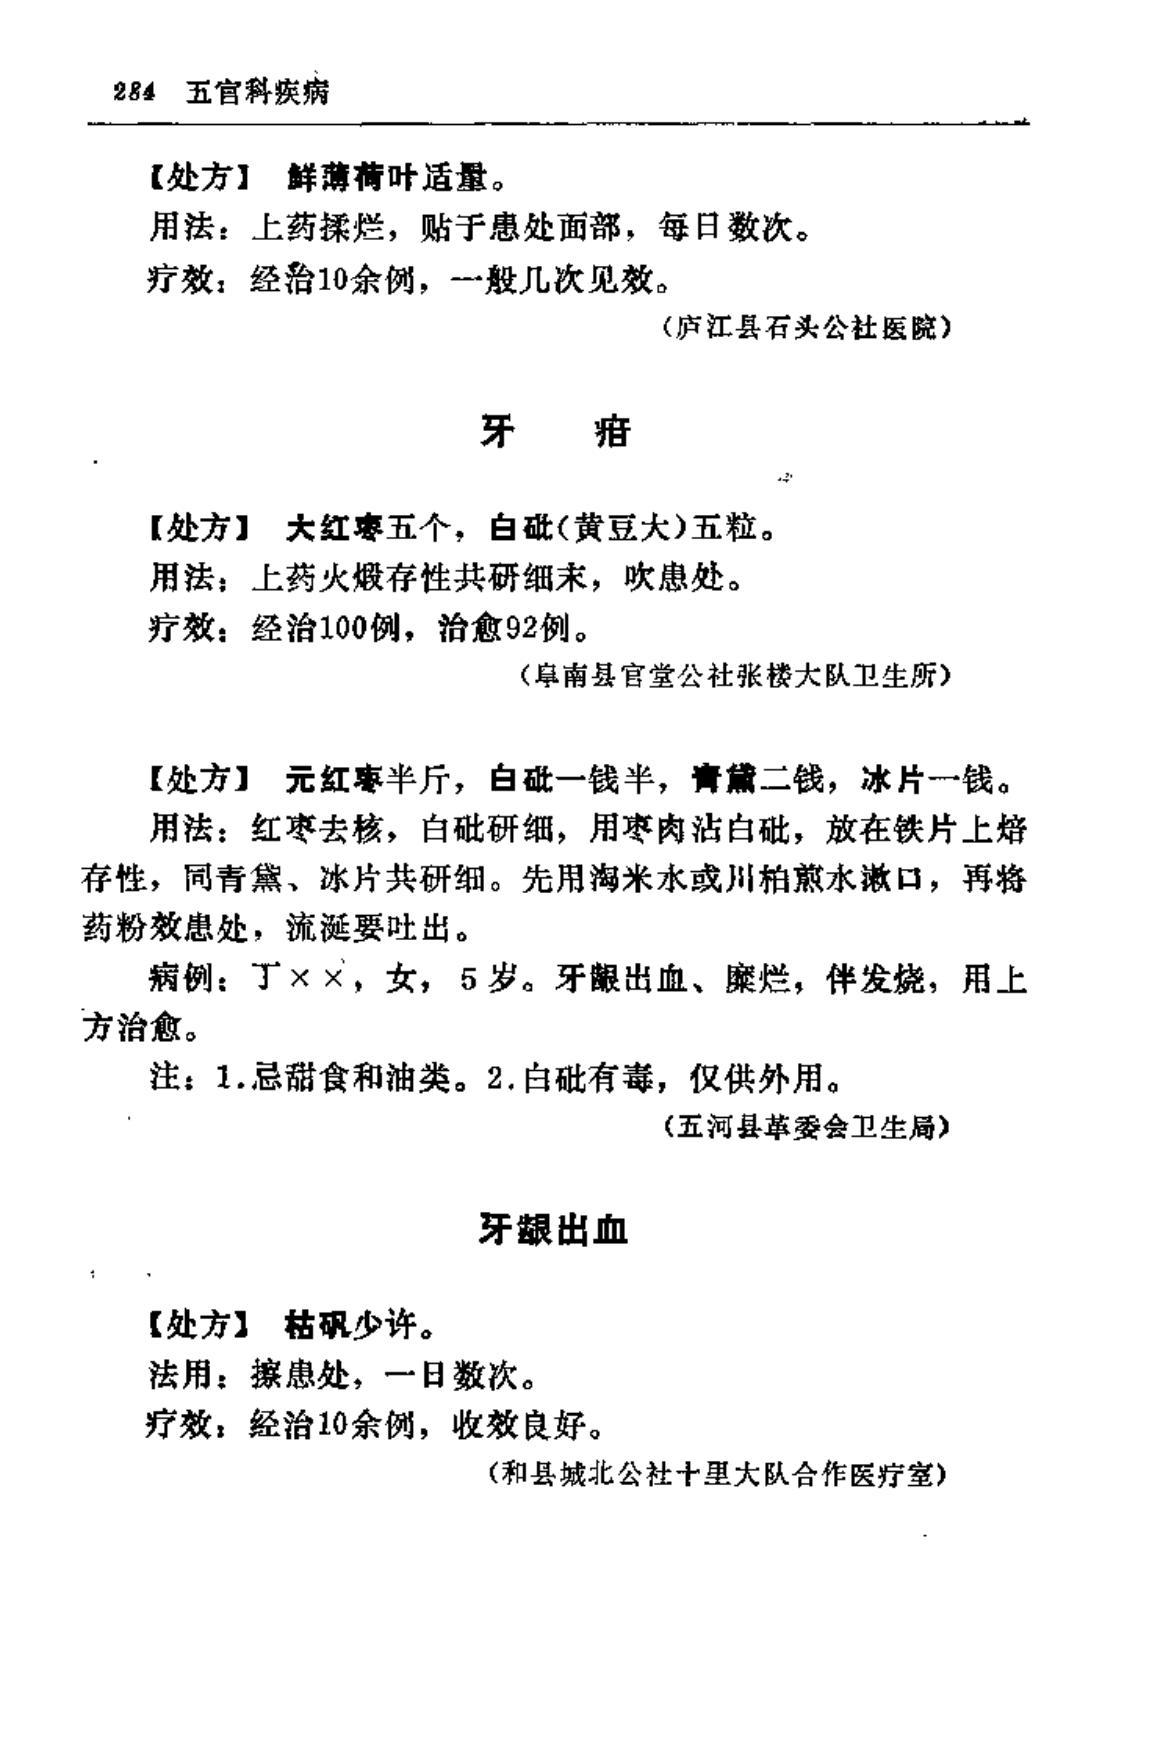 284 五官科疾病
【处方】 鲜薄荷叶适量。
用法：上药揉烂，贴于患处面部，每日数次。
疗效：经治10余例，一般几次见效。
（庐江县石头公社医院）
牙 疳
【处方】 大红枣五个，白砒(黄豆大)五粒。
用法：上药火煅存性共研细末，吹患处。
疗效：经治100例，治愈92例。
（阜南县官堂公社张楼大队卫生所）
【处方】 元红枣半斤，白砒一钱半，青黛二钱，冰片一钱。
用法：红枣去核，白砒研细，用枣肉沾白砒，放在铁片上焙
存性，同青黛、冰片共研细。先用淘米水或川柏煎水漱口，再将
药粉效患处，流涎要吐出。
病例：丁××，女，5岁。牙龈出血、糜烂，伴发烧，用上
方治愈。
注：1.忌甜食和油类。2.白砒有毒，仅供外用。
（五河县革委会卫生局）
牙龈出血
【处方】 枯矾少许。
法用：擦患处，一日数次。
疗效：经治10余例，收效良好。
（和县城北公社十里大队合作医疗室）